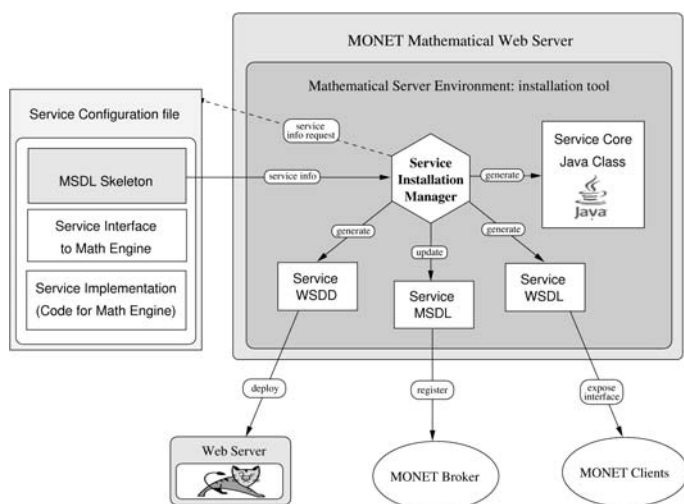 MONET Mathematical Web Server
Mathematical Server Environment: installation tool
Service Configuration file
service
info request
Service Core
Java Class
Java
MSDL Skeleton
service info
Service
Installation
Manager
generate
Service Interface
to Math Engine
generate
update
generate
Service Implementation
(Code for Math Engine)
Service
WSDD
Service
MSDL
Service
WSDL
deploy
register
expose
interface
Web Server
MONET Broker
MONET Clients